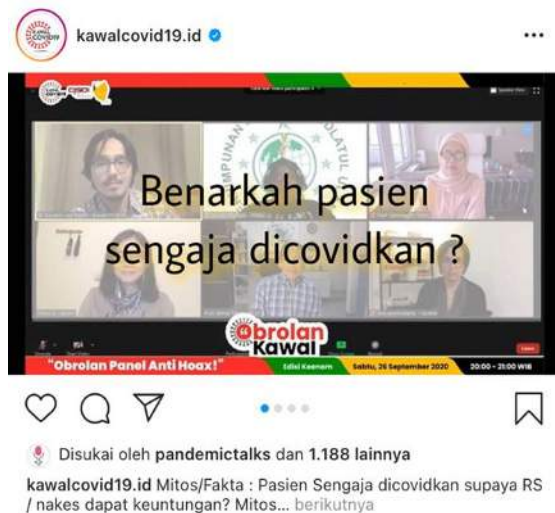 kawalcovid19.id
Benarkah pasien
sengaja dicovidkan ?
Obrolan
Kawal
"Obrolan Panel Anti Hoax!"
Edisi Keenam
Sabtu, 26 September 2020
20:00 - 21:00 WIB
Disukai oleh pandemictalks dan 1.188 lainnya
kawalcovid19.id Mitos/Fakta : Pasien Sengaja dicovidkan supaya RS
/ nakes dapat keuntungan? Mitos... berikutnya